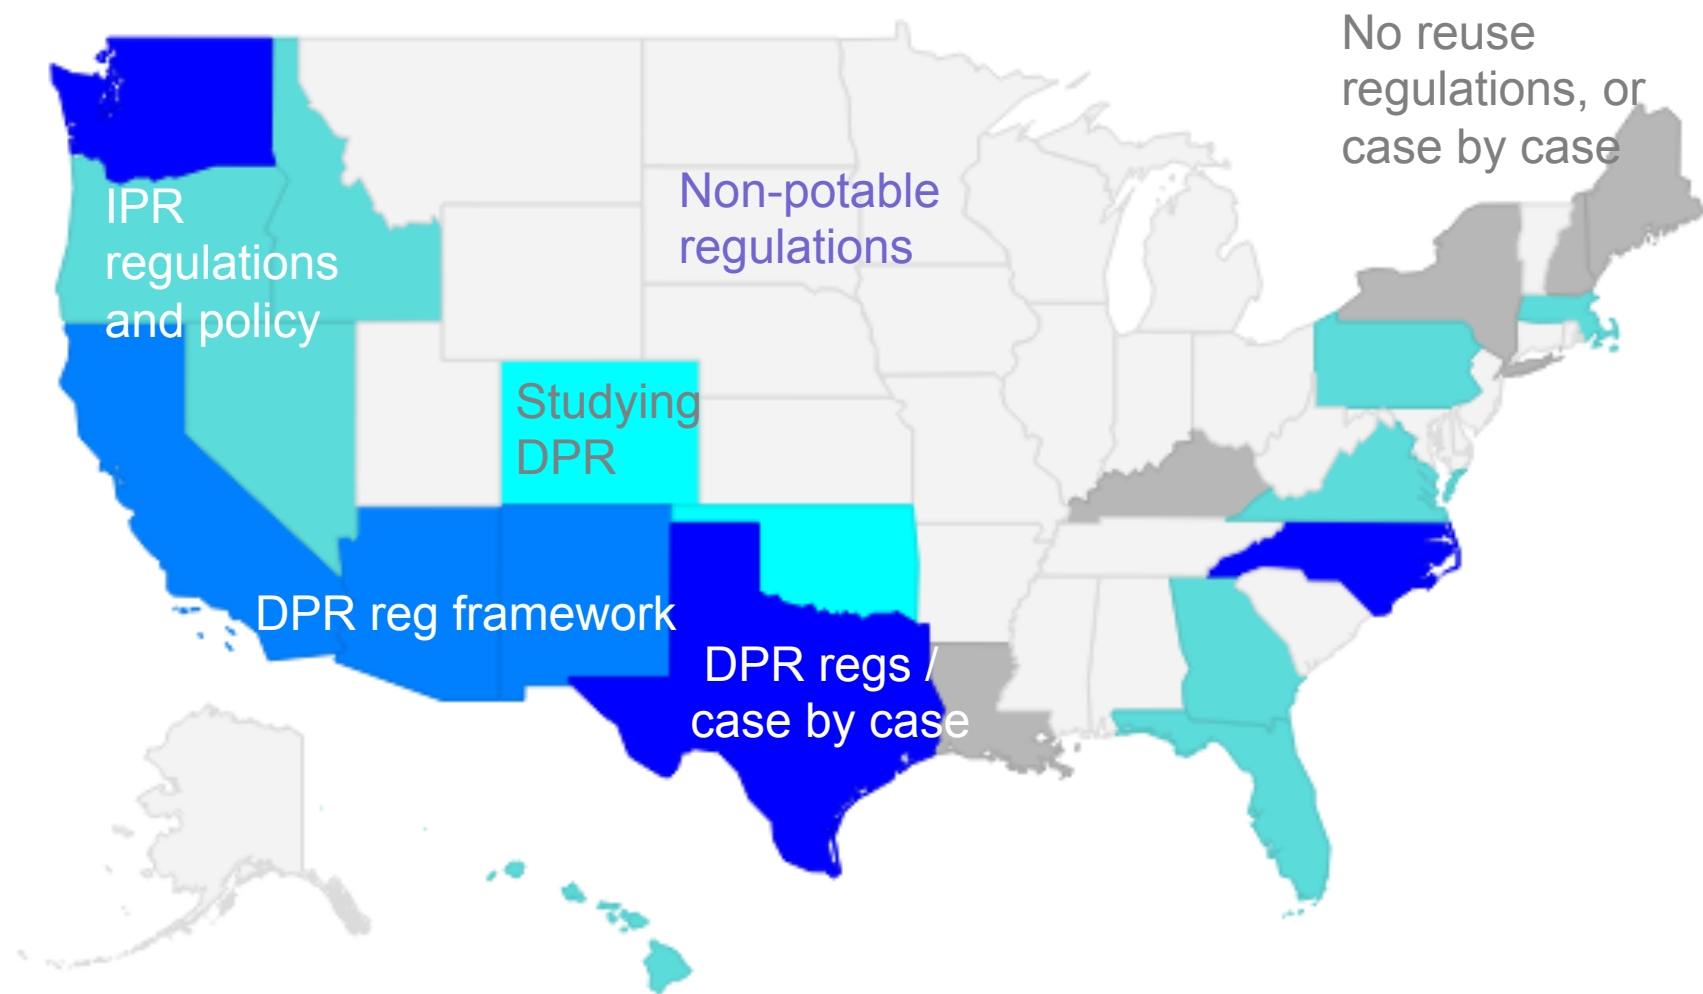 No reuse
regulations, or
case by case
Non-potable
regulations
IPR
regulations
and policy
Studying
DPR
DPR reg framework
DPR regs /
case by case